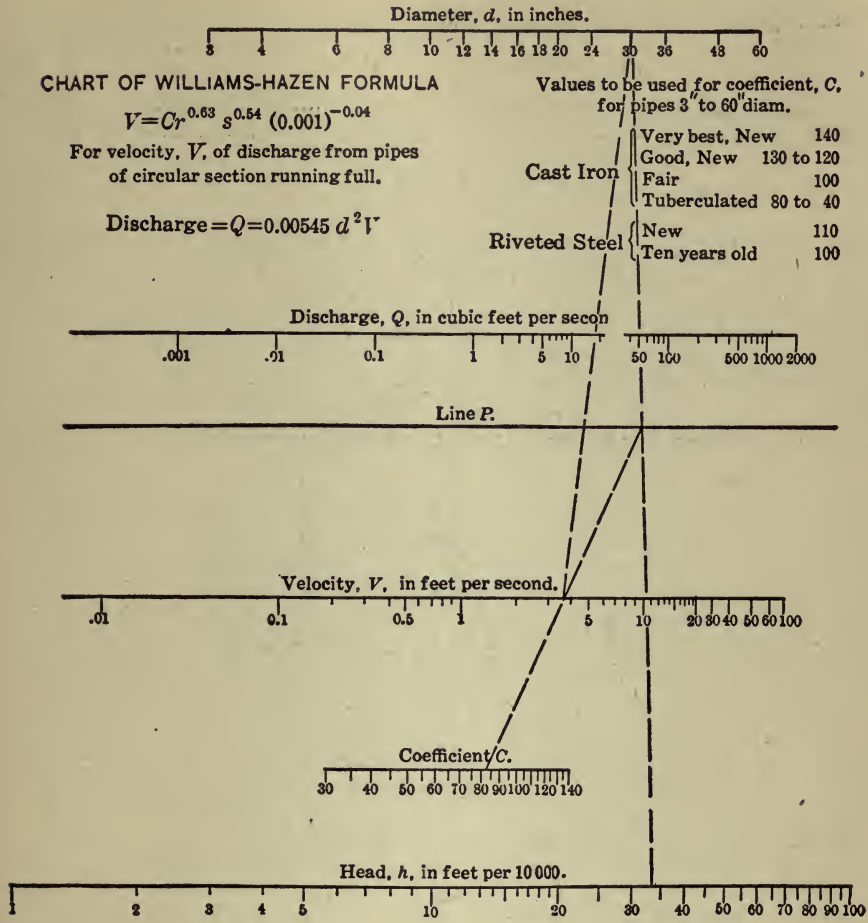 Diameter, d, in inches.
3 4 6 8 10 12 14 16 18 20 24 30 36 48 60
CHART OF WILLIAMS-HAZEN FORMULA
V=Cr^0.63 s^0.54 (0.001)^-0.04
For velocity, V, of discharge from pipes
of circular section running full.
Discharge=Q=0.00545 d^2V
Values to be used for coefficient, C,
for pipes 3" to 60" diam.
Cast Iron
Very best, New 140
Good, New 130 to 120
Fair 100
Tuberculated 80 to 40
Riveted Steel
New 110
Ten years old 100
Discharge, Q, in cubic feet per secon
.001 .01 0.1 1 5 10 50 100 500 1000 2000
Line P.
Velocity, V, in feet per second.
.01 0.1 0.5 1 5 10 20 30 40 50 60 100
Coefficient C.
30 40 50 60 70 80 90 100 120 140
Head, h, in feet per 10000.
1 2 3 4 5 10 20 30 40 50 60 70 80 90 100